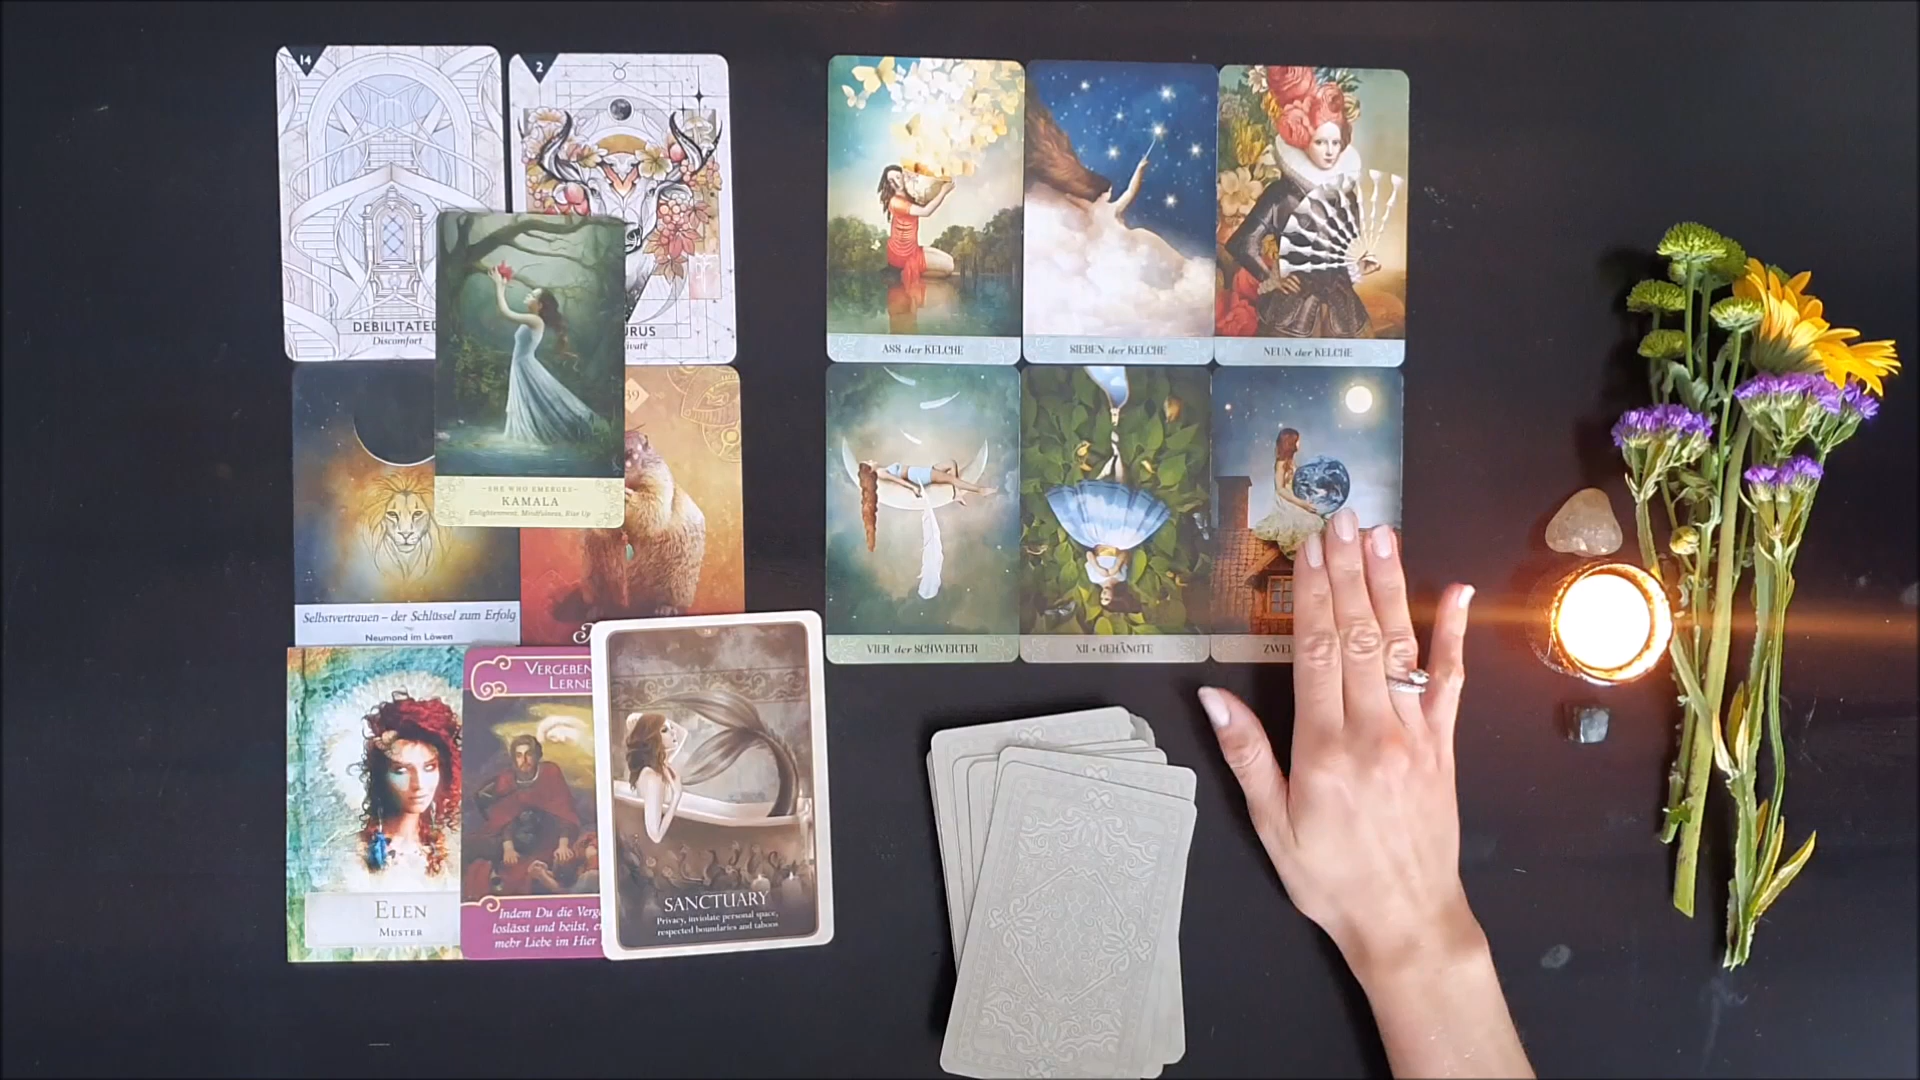 14
DEBILITATED
Discomfort
2
URUS
39
SHE WHO EMERGES
KAMALA
Enlightenment, Mindfulness, Rise Up
Selbstvertrauen – der Schlüssel zum Erfolg
Neumond im Löwen
ELEN
MUSTER
VERGEBEN
LERNE
Indem Du die Verg
loslässt und heilst, er
mehr Liebe im Hier
SANCTUARY
Privacy, inviolate personal space,
respected boundaries and taboos
ASS der KELCHE
SIEBEN der KELCHE
NEUN der KELCHE
VIER der SCHWERTER
XII • GEHÄNGTE
ZWEI